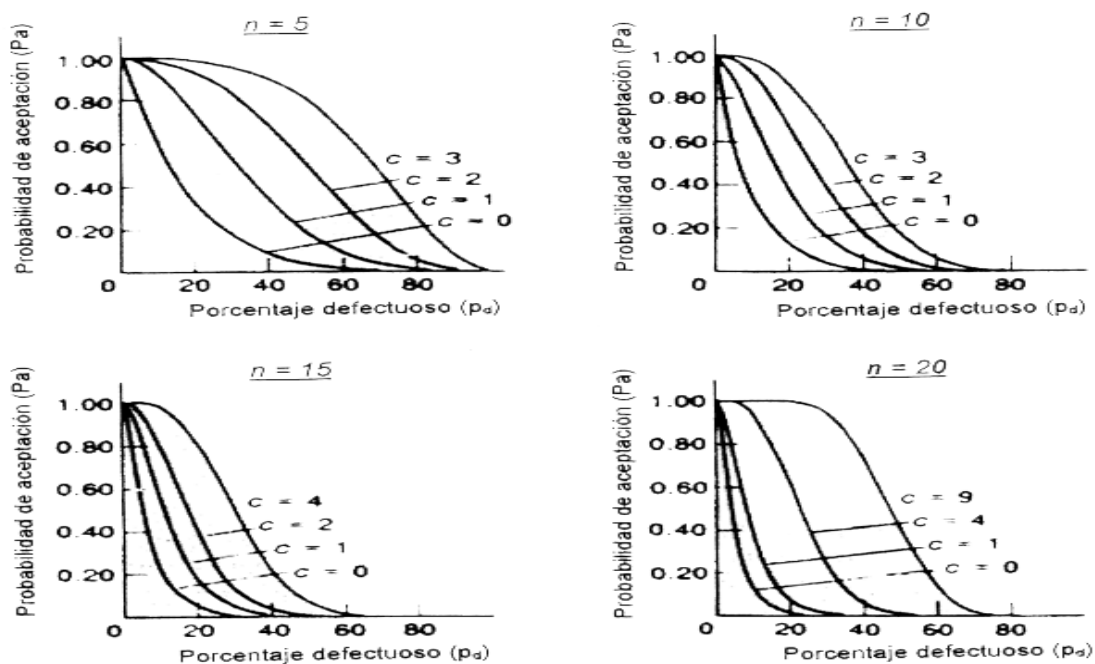 n = 5
Probabilidad de aceptación (Pa)
1.00
0.80
0.60
0.40
0.20
c = 3
c = 2
c = 1
c = 0
0 20 40 60 80
Porcentaje defectuoso (pd)
n = 10
Probabilidad de aceptación (Pa)
1.00
0.80
0.60
0.40
0.20
c = 3
c = 2
c = 1
c = 0
0 20 40 60 80
Porcentaje defectuoso (pd)
n = 15
Probabilidad de aceptación (Pa)
1.00
0.80
0.60
0.40
0.20
c = 4
c = 2
c = 1
c = 0
0 20 40 60 80
Porcentaje defectuoso (pd)
n = 20
Probabilidad de aceptación (Pa)
1.00
0.80
0.60
0.40
0.20
c = 9
c = 4
c = 1
c = 0
0 20 40 60 80
Porcentaje defectuoso (pd)